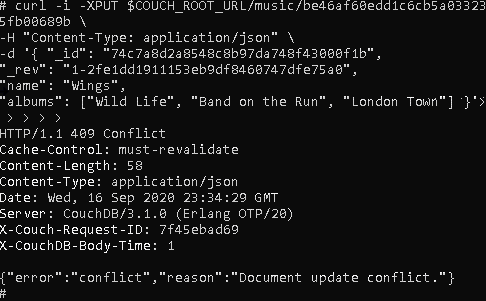 # curl -i -XPUT $COUCH_ROOT_URL/music/be46af60edd1c6cb5a03323
5fb00689b \
-H "Content-Type: application/json" \
-d '{ "_id": "74c7a8d2a8548c8b97da748f43000f1b",
"_rev": "1-2fe1dd1911153eb9df8460747dfe75a0",
"name": "Wings",
"albums": ["Wild Life", "Band on the Run", "London Town"] }'>
 > > > >
HTTP/1.1 409 Conflict
Cache-Control: must-revalidate
Content-Length: 58
Content-Type: application/json
Date: Wed, 16 Sep 2020 23:34:29 GMT
Server: CouchDB/3.1.0 (Erlang OTP/20)
X-Couch-Request-ID: 7f45ebad69
X-CouchDB-Body-Time: 1

{"error":"conflict","reason":"Document update conflict."}
#